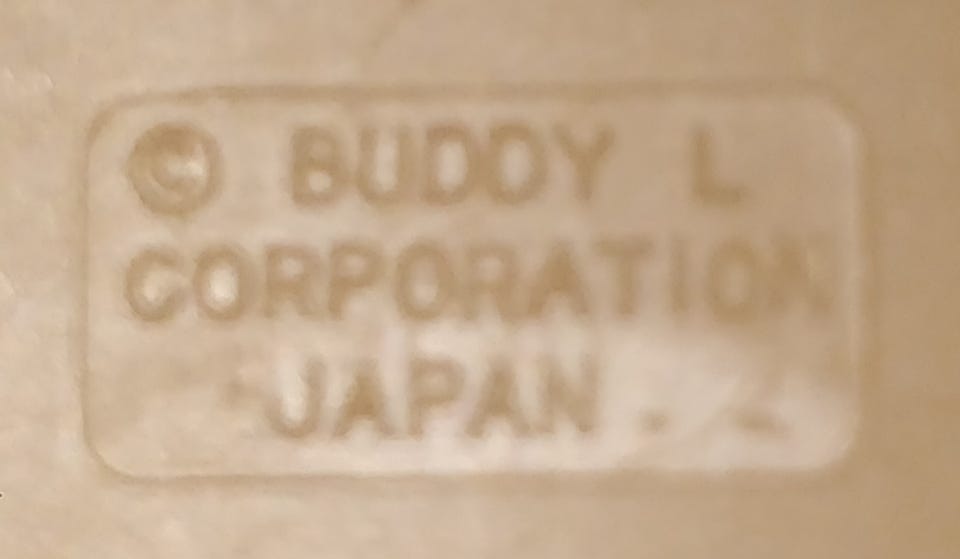 © BUDDY L
CORPORATION
JAPAN.